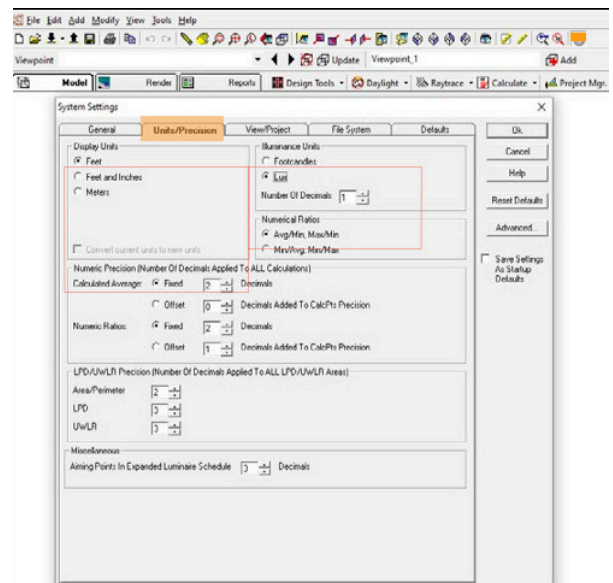 File Edit Add Modify View Tools Help
Viewpoint Update Viewpoint_1 Add
Model Render Reports Design Tools Daylight Raytrace Calculate Project Mgr.
System Settings
General Units/Precision View/Project File System Defaults
Ok
Cancel
Help
Reset Defaults
Advanced...
Save Settings
As Startup
Defaults
Display Units
Feet
Feet and Inches
Meters
Convert current units to new units
Illuminance Units
Footcandles
Lux
Number Of Decimals 1
Numerical Ratios
Avg/Min, Max/Min
Min/Avg, Min/Max
Numeric Precision (Number Of Decimals Applied To ALL Calculations)
Calculated Average: Fixed 2 Decimals
Offset 0 Decimals Added To CalcPts Precision
Numeric Ratios: Fixed 2 Decimals
Offset 1 Decimals Added To CalcPts Precision
LPD/UWLR Precision (Number Of Decimals Applied To ALL LPD/UWLR Areas)
Area/Perimeter 2
LPD 3
UWLR 3
Miscellaneous
Aiming Points In Expanded Luminaire Schedule 3 Decimals